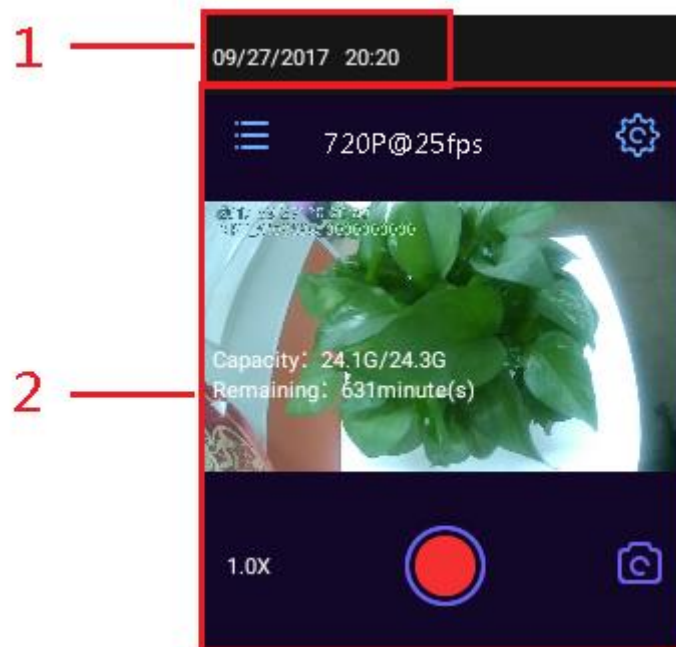 1
09/27/2017 20:20
720P@25fps
Capacity: 24.1G/24.3G
Remaining: 631minute(s)
2
1.0X